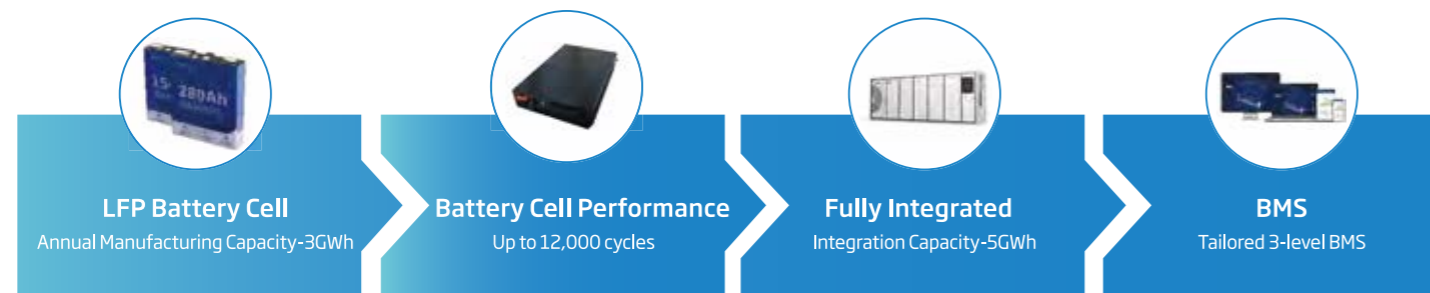 280Ah
LFP Battery Cell
Annual Manufacturing Capacity-3GWh
Battery Cell Performance
Up to 12,000 cycles
Fully Integrated
Integration Capacity-5GWh
BMS
Tailored 3-level BMS